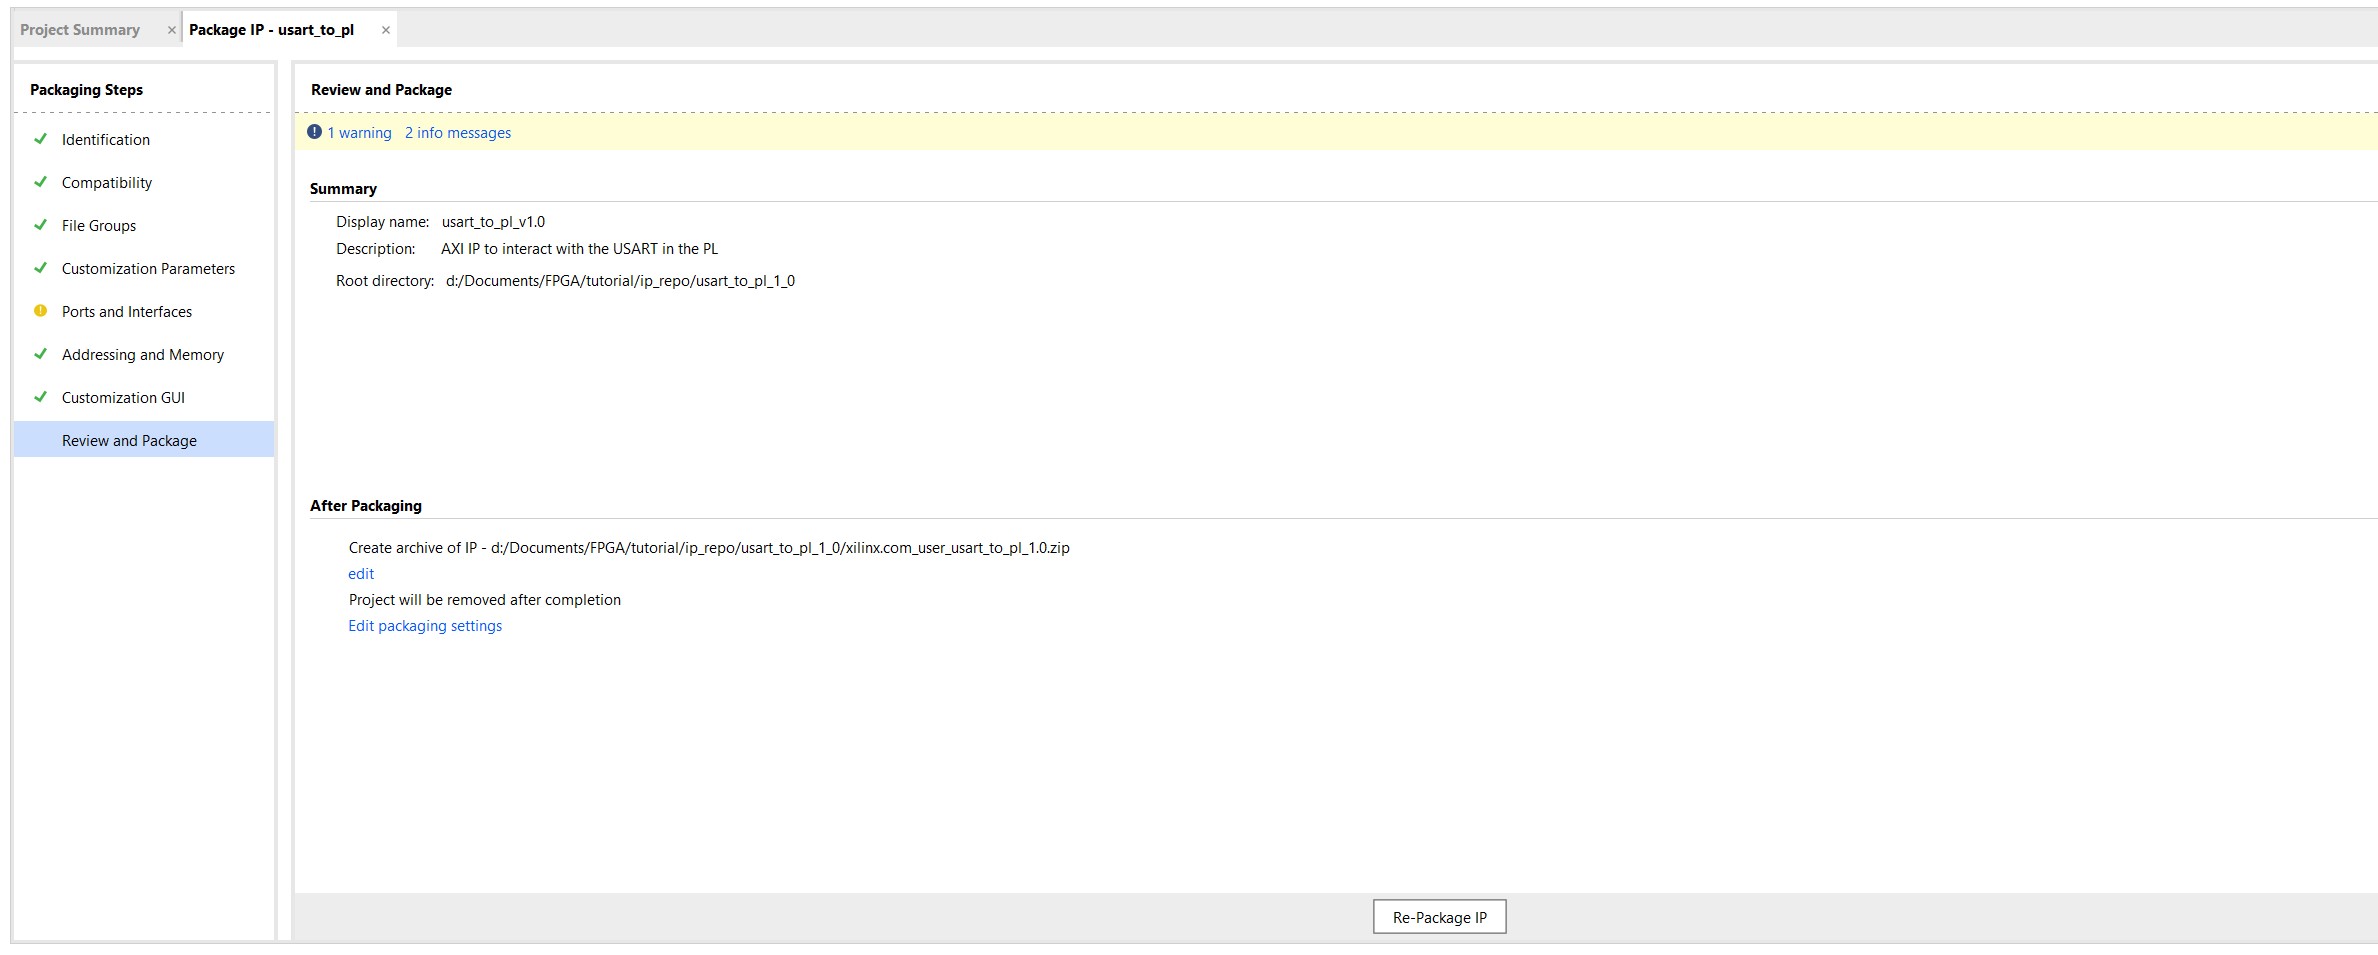 Project Summary × Package IP - usart_to_pl ×
Packaging Steps
Identification
Compatibility
File Groups
Customization Parameters
Ports and Interfaces
Addressing and Memory
Customization GUI
Review and Package
Review and Package
1 warning 2 info messages
Summary
Display name: usart_to_pl_v1.0
Description: AXI IP to interact with the USART in the PL
Root directory: d:/Documents/FPGA/tutorial/ip_repo/usart_to_pl_1_0
After Packaging
Create archive of IP - d:/Documents/FPGA/tutorial/ip_repo/usart_to_pl_1_0/xilinx.com_user_usart_to_pl_1.0.zip
edit
Project will be removed after completion
Edit packaging settings
Re-Package IP